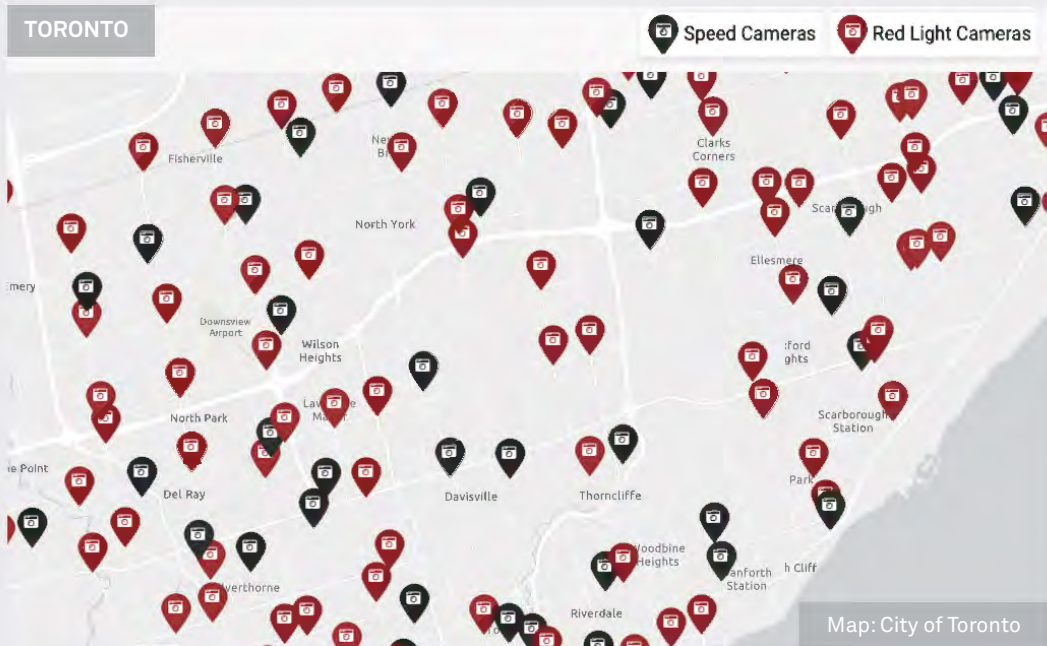 TORONTO
Speed Cameras
Red Light Cameras
Fisherville
Clarks
Corners
North York
Ellesmere
Downsview
Airport
Wilson
Heights
North Park
Scarborough
Station
Del Ray
Davisville
Thorncliffe
Park
Heights
Station
Riverdale
Map: City of Toronto